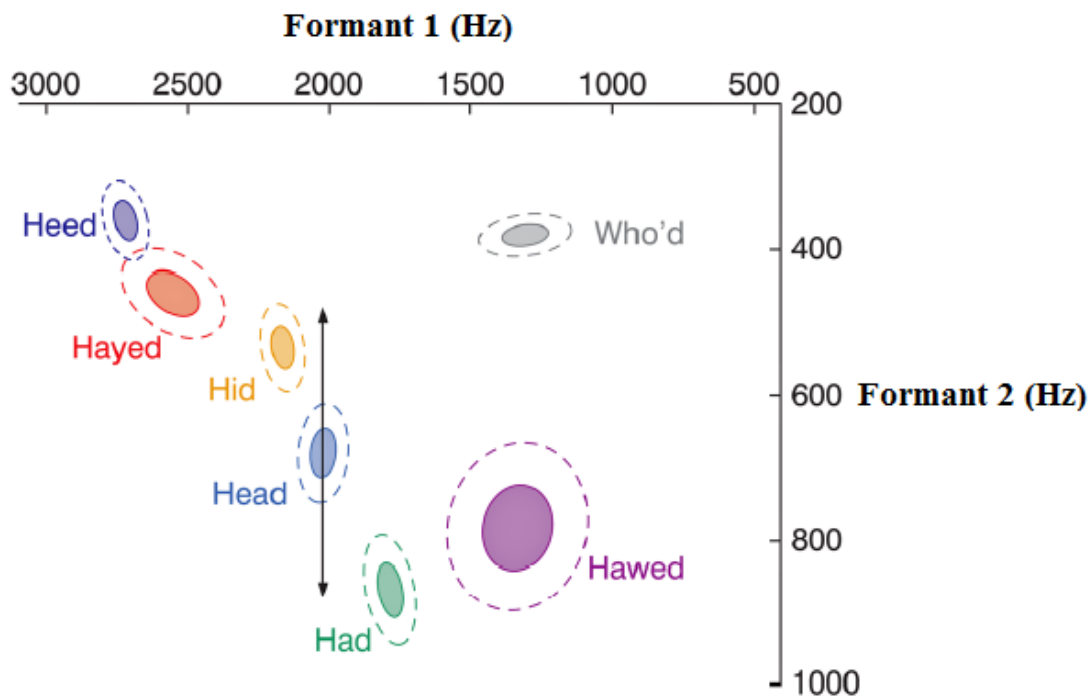 Formant 1 (Hz)
3000 2500 2000 1500 1000 500
200
Heed
Who'd
400
Hayed
Hid
600
Formant 2 (Hz)
Head
800
Hawed
Had
1000